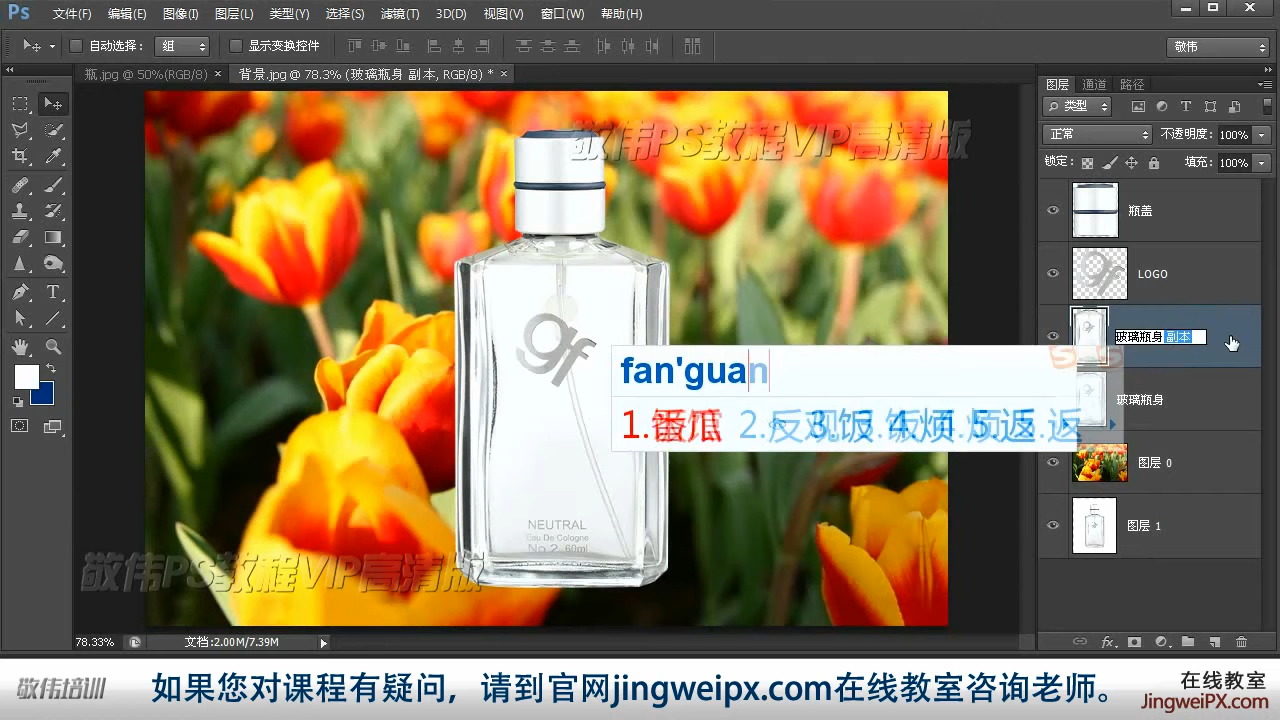 Ps 文件(F) 编辑(E) 图像(I) 图层(L) 类型(Y) 选择(S) 滤镜(T) 3D(D) 视图(V) 窗口(W) 帮助(H)
自动选择： 组 显示变换控件 敬伟
瓶.jpg @ 50%(RGB/8) × 背景.jpg @ 78.3% (玻璃瓶身 副本, RGB/8) * ×
图层 通道 路径
类型
正常 不透明度: 100%
锁定: 填充: 100%
敬伟PS教程VIP高清版
瓶盖
LOGO
玻璃瓶身 副本
玻璃瓶身
图层 0
图层 1
gf
fan'guan
1.番瓜 2.反观 3.饭 4.烦 5.返
NEUTRAL
Eau De Cologne
No 2 60ml
敬伟PS教程VIP高清版
78.33% 文档:2.00M/7.39M
敬伟培训
如果您对课程有疑问，请到官网jingweipx.com在线教室咨询老师。
在线教室
JingweiPX.com